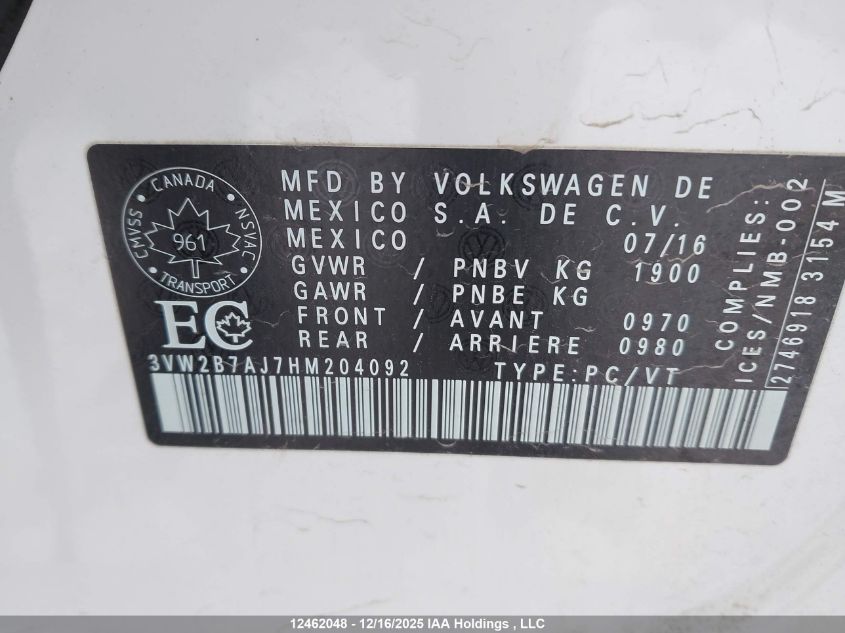 CANADA
CMVSS
NSVAC
961
TRANSPORT
EC
MFD BY VOLKSWAGEN DE
MEXICO S.A. DE C.V.
MEXICO 07/16
GVWR / PNBV KG 1900
GAWR / PNBE KG
FRONT / AVANT 0970
REAR / ARRIERE 0980
3VW2B7AJ7HM204092 TYPE:PC/VT
COMPLIES:
ICES/NMB-002
2746918 3154 M
12462048 - 12/16/2025 IAA Holdings , LLC